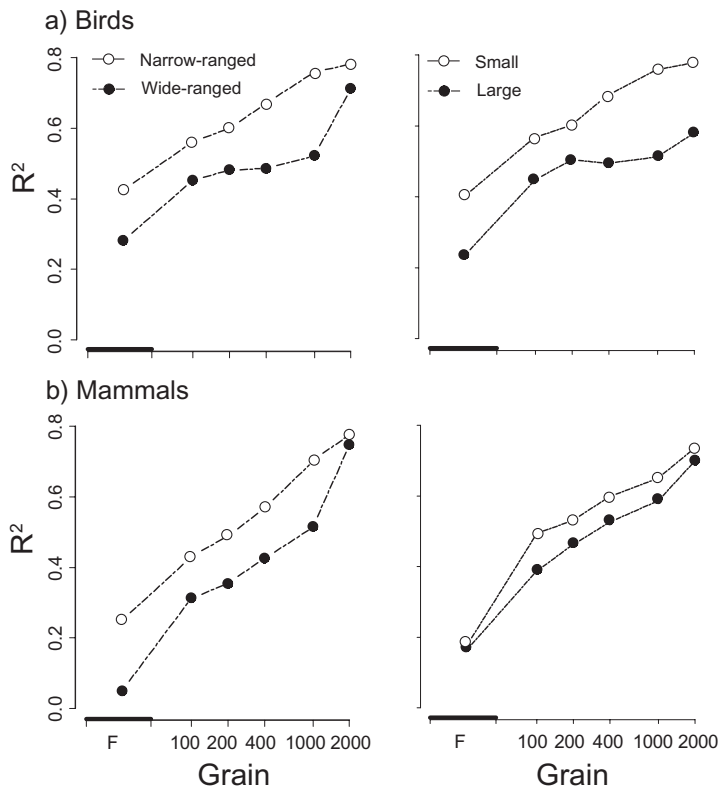 a) Birds
Narrow-ranged
Wide-ranged
Small
Large
R²
0.0 0.2 0.4 0.6 0.8
b) Mammals
R²
0.0 0.2 0.4 0.6 0.8
F 100 200 400 1000 2000
F 100 200 400 1000 2000
Grain
Grain